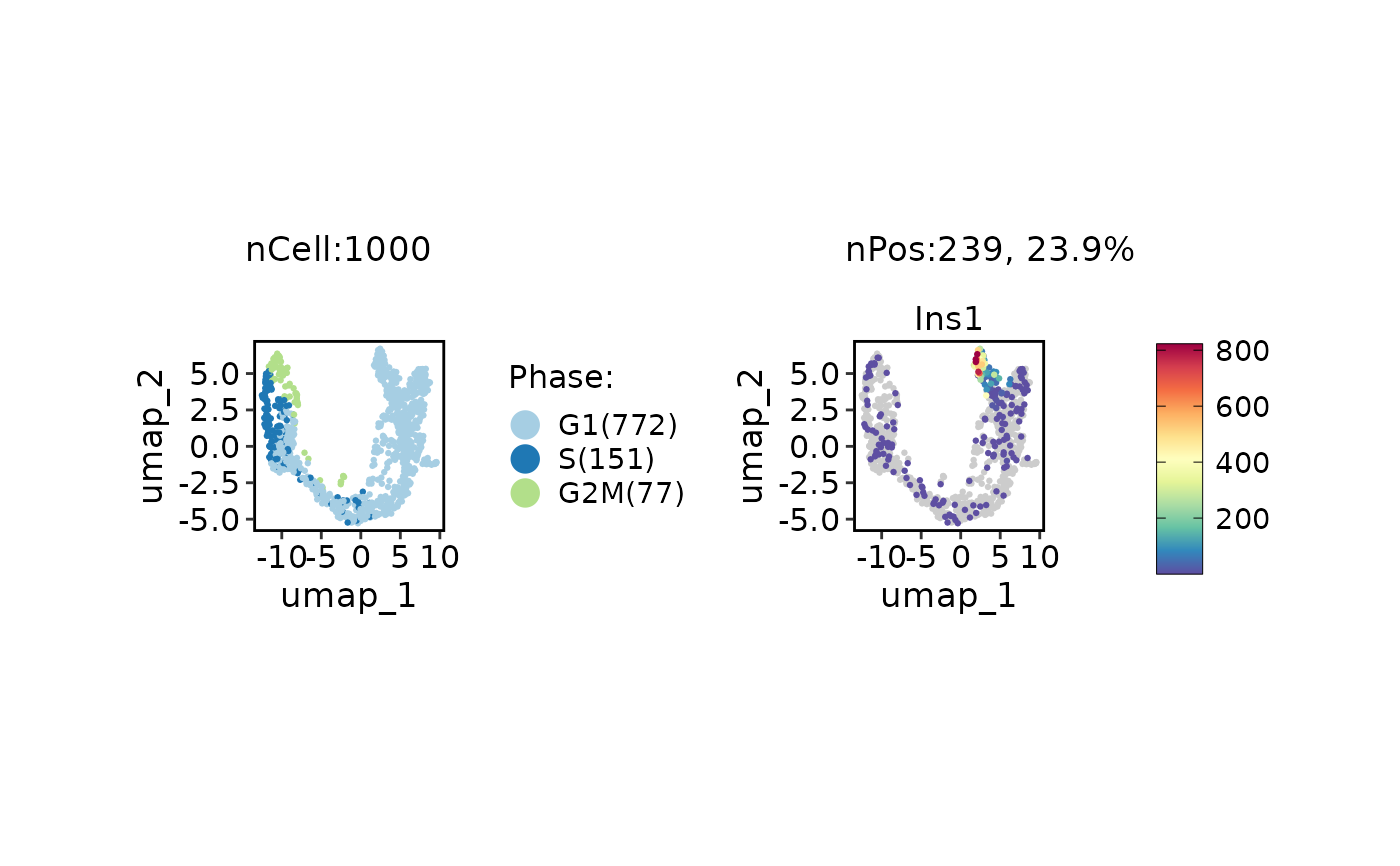 nCell:1000
umap_2
5.0
2.5
0.0
-2.5
-5.0
-10 -5 0 5 10
umap_1
Phase:
G1(772)
S(151)
G2M(77)
nPos:239, 23.9%
Ins1
umap_2
5.0
2.5
0.0
-2.5
-5.0
-10 -5 0 5 10
umap_1
800
600
400
200